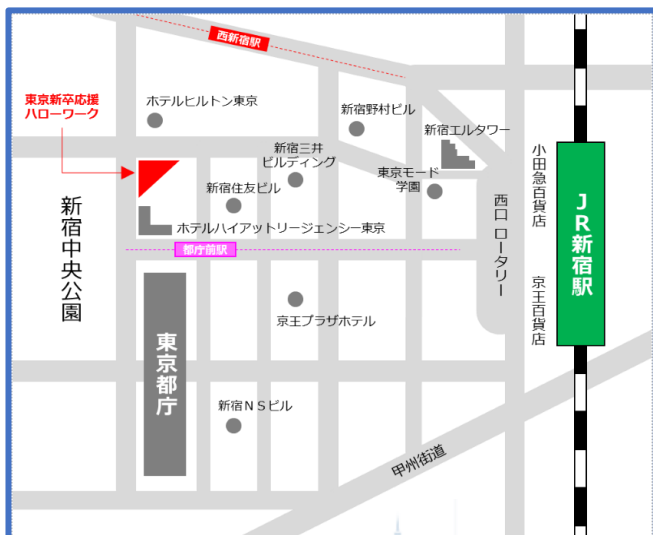 西新宿駅
東京新卒応援
ハローワーク
ホテルヒルトン東京
新宿野村ビル
新宿エルタワー
新宿三井
ビルディング
東京モード
学園
小田急百貨店
JR新宿駅
新宿中央公園
新宿住友ビル
西口 ロータリー
ホテルハイアットリージェンシー東京
都庁前駅
京王百貨店
京王プラザホテル
東京都庁
新宿NSビル
甲州街道